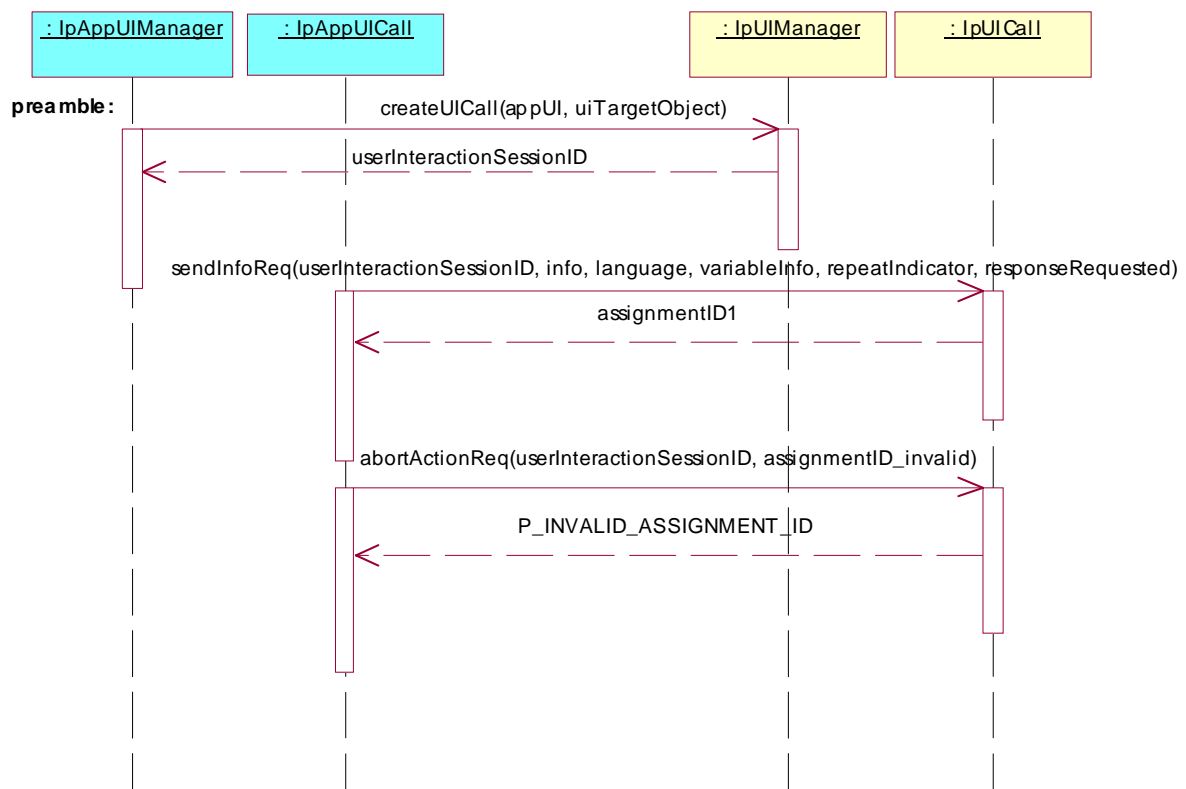 : IpAppUIManager
: IpAppUICall
: IpUIManager
: IpUICall
preamble:
createUICall(appUI, uiTargetObject)
userInteractionSessionID
sendInfoReq(userInteractionSessionID, info, language, variableInfo, repeatIndicator, responseRequested)
assignmentID1
abortActionReq(userInteractionSessionID, assignmentID_invalid)
P_INVALID_ASSIGNMENT_ID